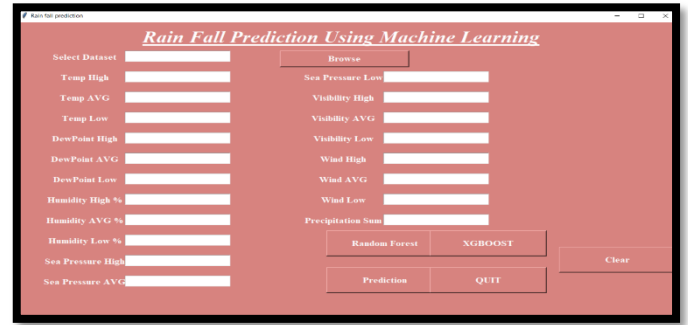 Rain fall prediction
Rain Fall Prediction Using Machine Learning
Select Dataset
Browse
Temp High
Sea Pressure Low
Temp AVG
Visibility High
Temp Low
Visibility AVG
DewPoint High
Visibility Low
DewPoint AVG
Wind High
DewPoint Low
Wind AVG
Humidity High %
Wind Low
Humidity AVG %
Precipitation Sum
Humidity Low %
Random Forest
XGBOOST
Sea Pressure High
Clear
Sea Pressure AVG
Prediction
QUIT